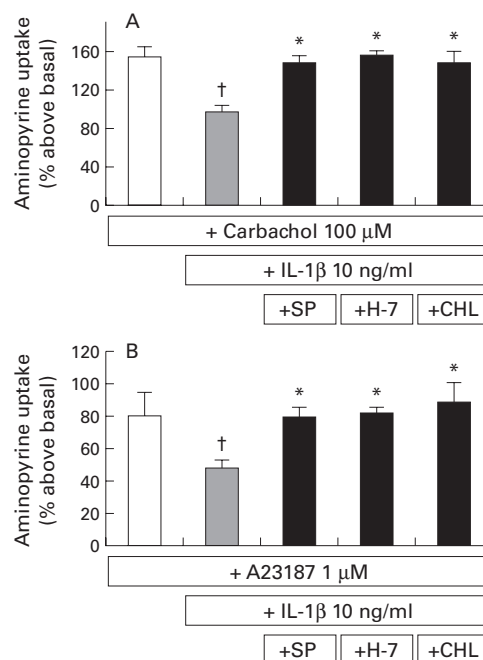 A
Aminopyrine uptake
(% above basal)
160
120
80
40
0
†
*
*
*
+ Carbachol 100 μM
+ IL-1β 10 ng/ml
+SP +H-7 +CHL
B
Aminopyrine uptake
(% above basal)
120
100
80
60
40
20
0
†
*
*
*
+ A23187 1 μM
+ IL-1β 10 ng/ml
+SP +H-7 +CHL